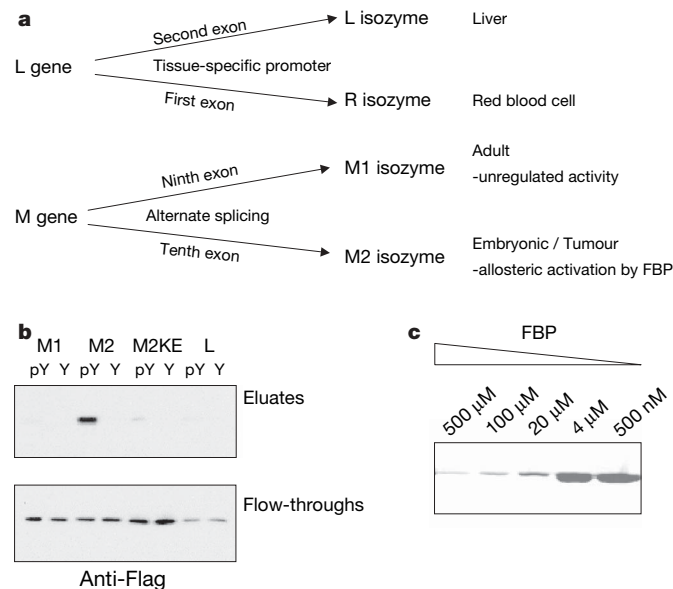 a
Second exon
L isozyme
Liver
L gene
Tissue-specific promoter
First exon
R isozyme
Red blood cell
Ninth exon
M1 isozyme
Adult
-unregulated activity
M gene
Alternate splicing
Tenth exon
M2 isozyme
Embryonic / Tumour
-allosteric activation by FBP
b
M1 M2 M2KE L
pY Y pY Y pY Y pY Y
Eluates
Flow-throughs
Anti-Flag
c
FBP
500 µM 100 µM 20 µM 4 µM 500 nM